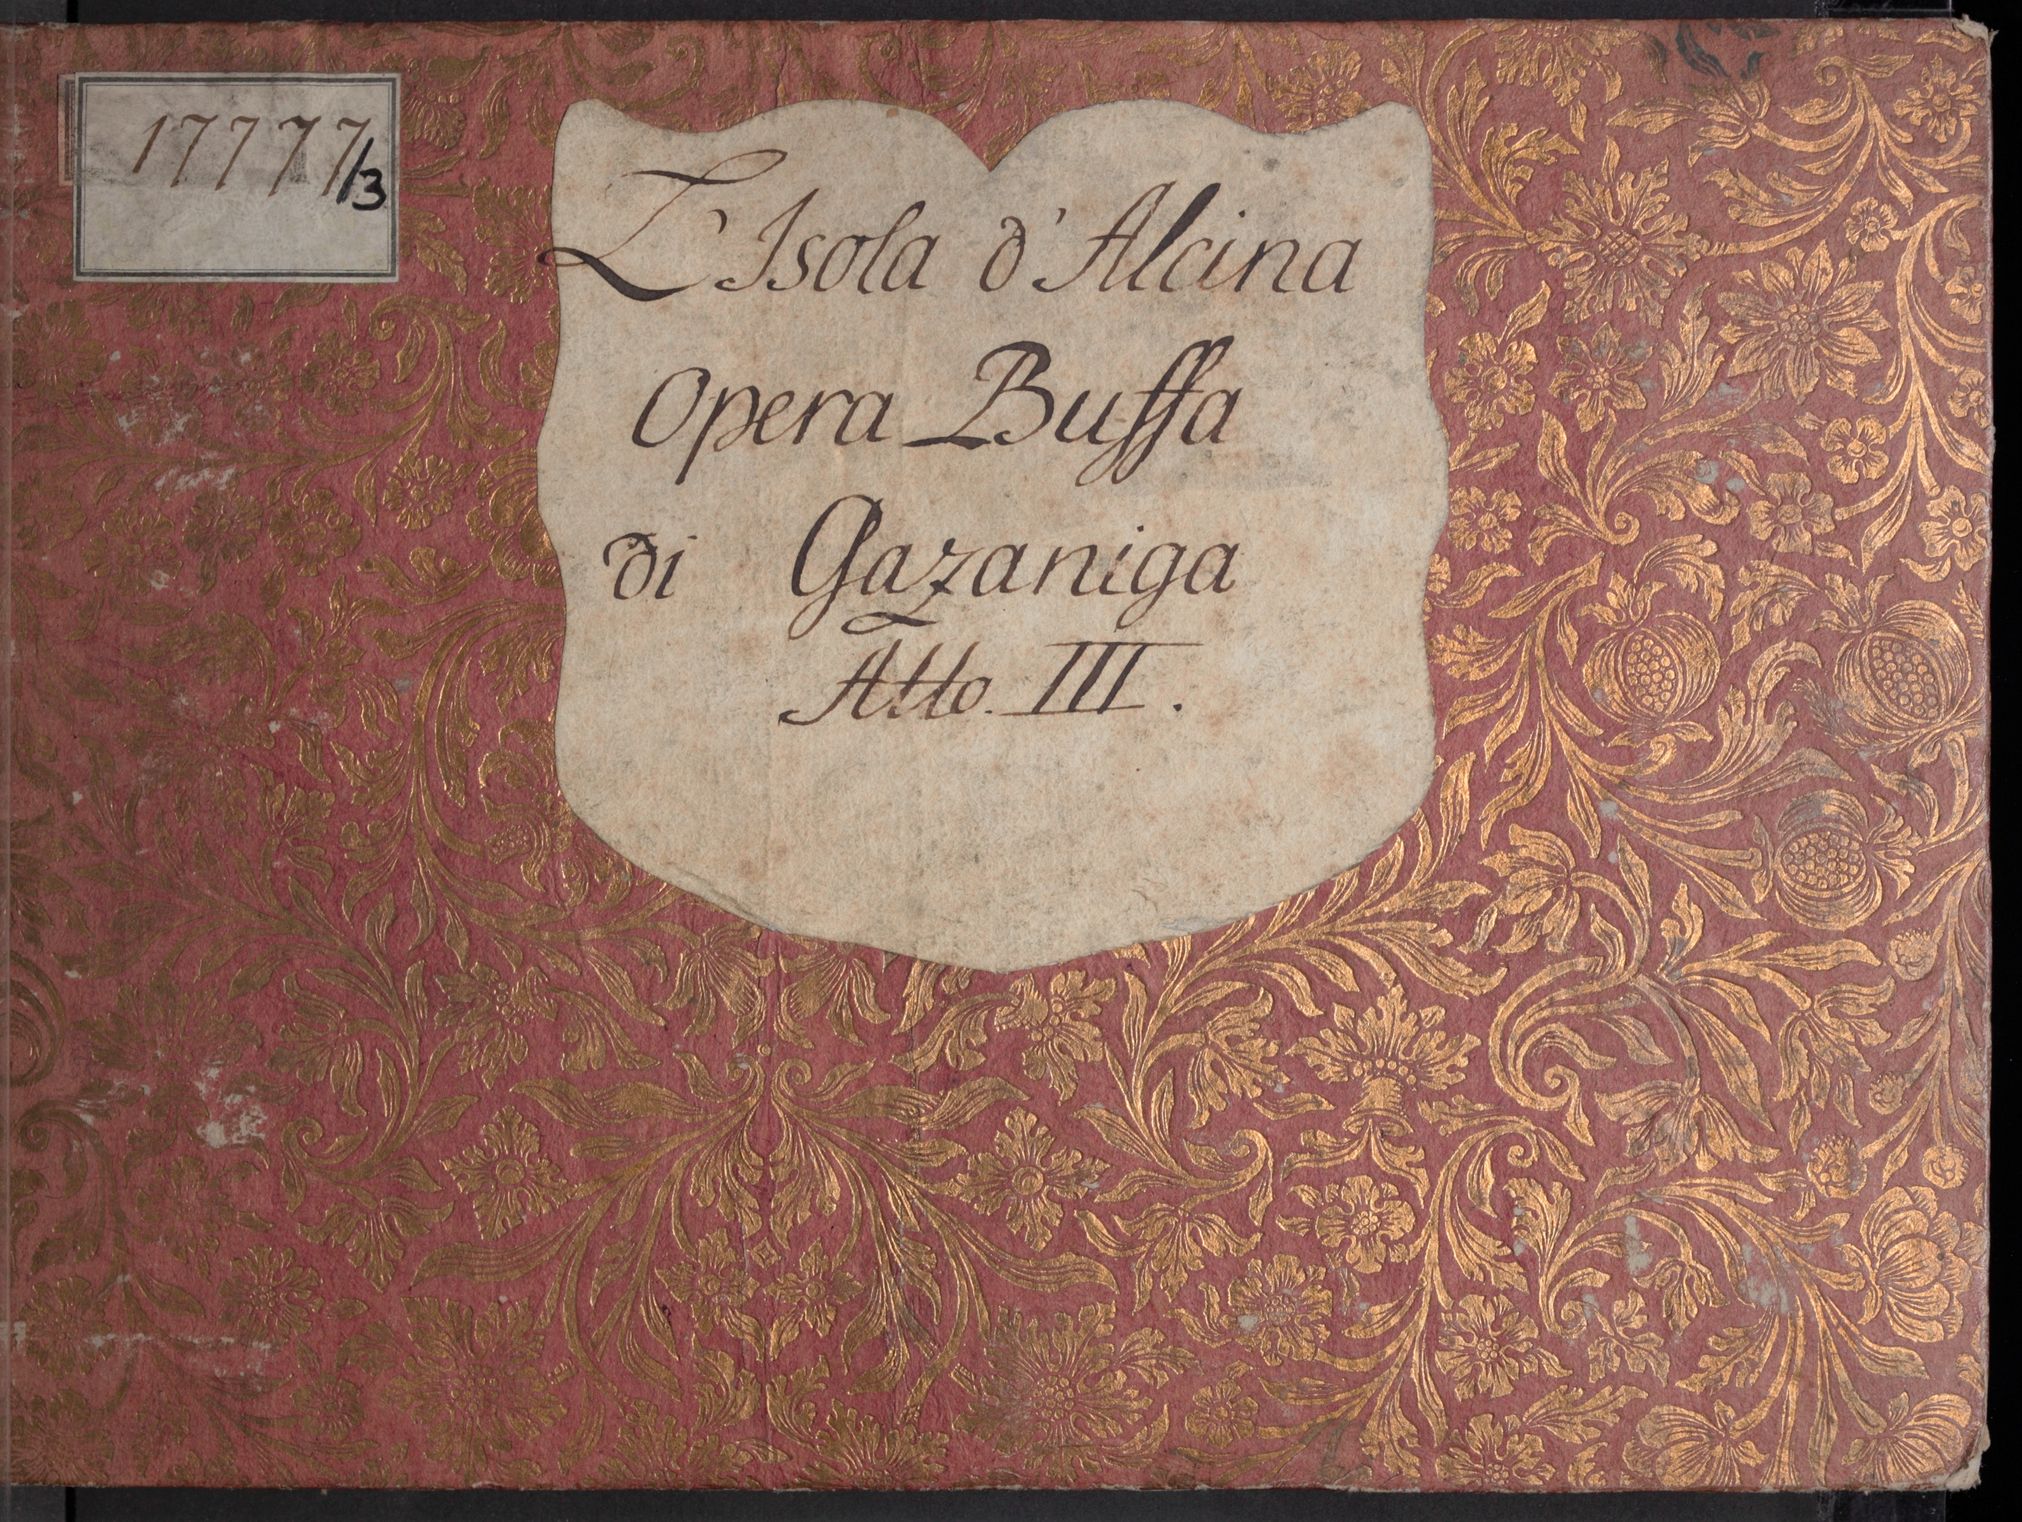 17777/3
L'Isola d'Alcina
Opera Buffa
di Gazaniga
Atto. III.